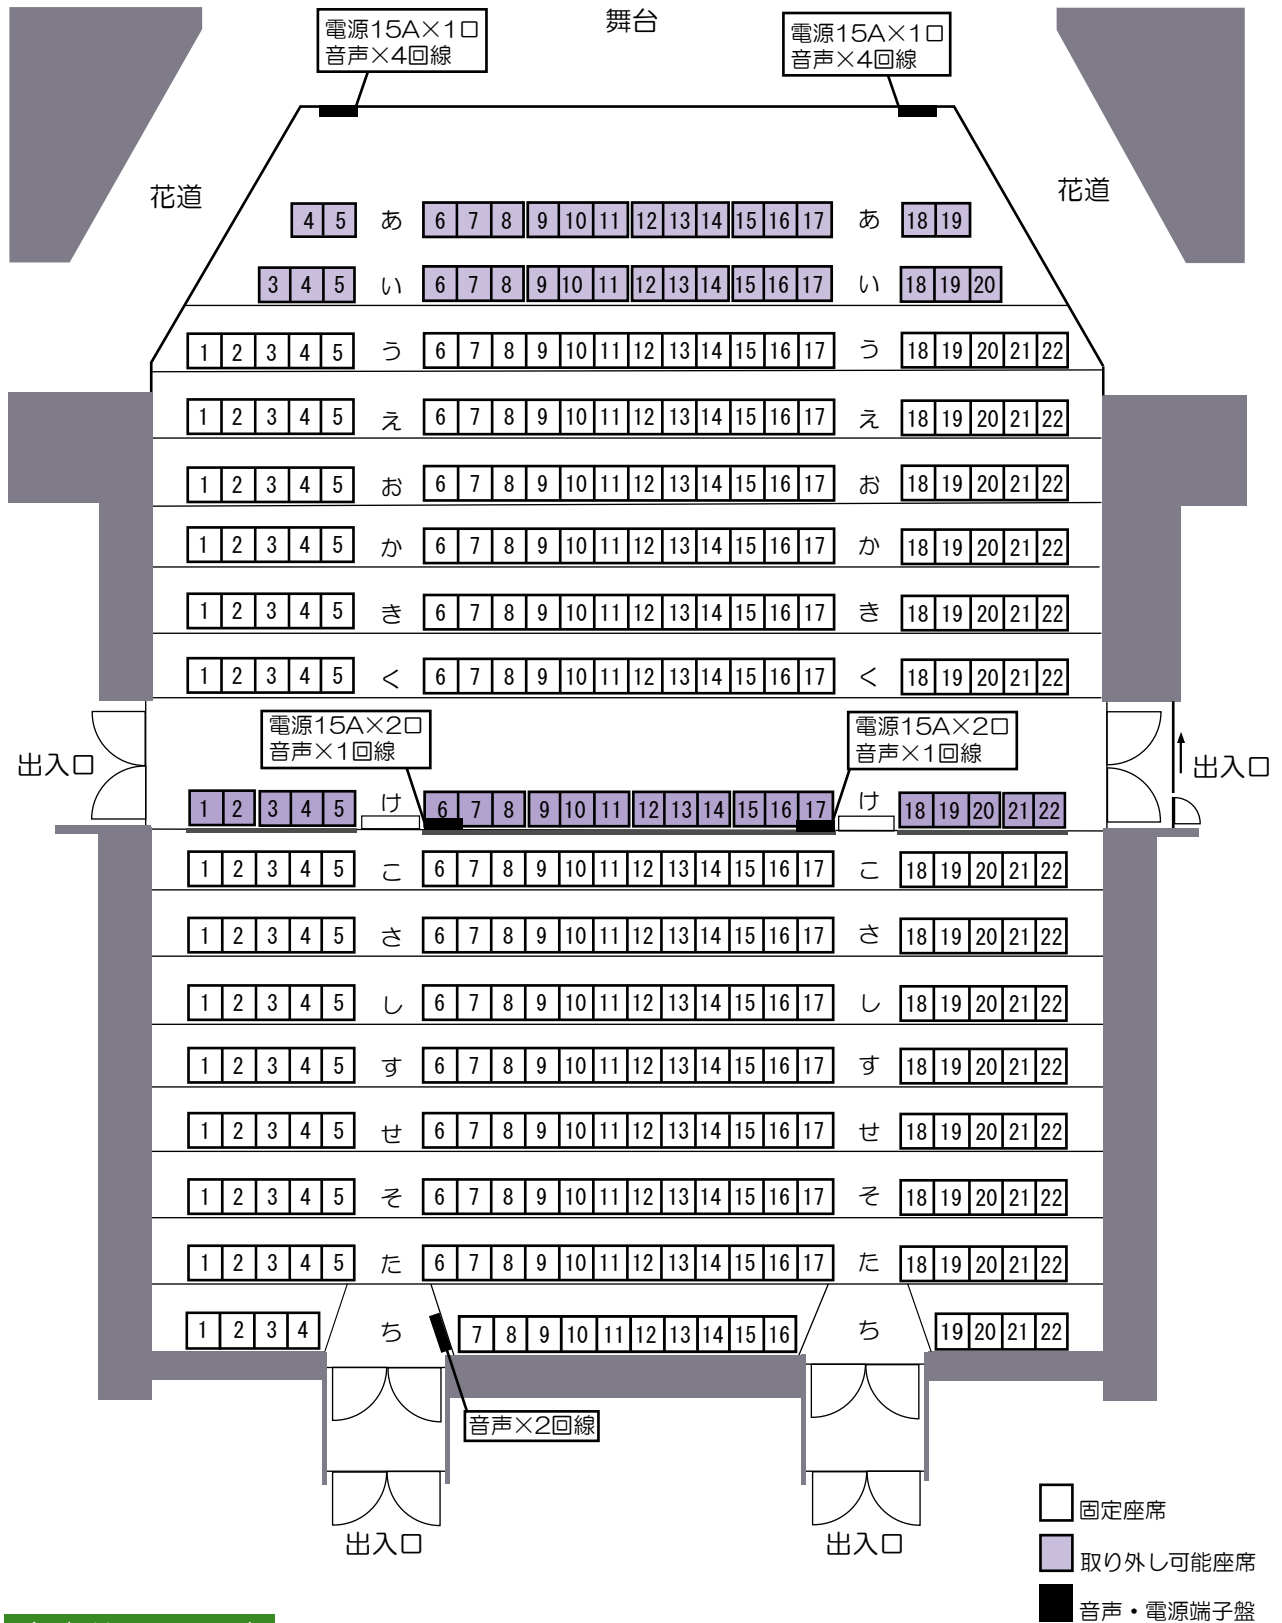 舞台
電源15A×1口
音声×4回線
電源15A×1口
音声×4回線
花道
花道
4 5 あ 6 7 8 9 10 11 12 13 14 15 16 17 あ 18 19
3 4 5 い 6 7 8 9 10 11 12 13 14 15 16 17 い 18 19 20
1 2 3 4 5 う 6 7 8 9 10 11 12 13 14 15 16 17 う 18 19 20 21 22
1 2 3 4 5 え 6 7 8 9 10 11 12 13 14 15 16 17 え 18 19 20 21 22
1 2 3 4 5 お 6 7 8 9 10 11 12 13 14 15 16 17 お 18 19 20 21 22
1 2 3 4 5 か 6 7 8 9 10 11 12 13 14 15 16 17 か 18 19 20 21 22
1 2 3 4 5 き 6 7 8 9 10 11 12 13 14 15 16 17 き 18 19 20 21 22
1 2 3 4 5 く 6 7 8 9 10 11 12 13 14 15 16 17 く 18 19 20 21 22
電源15A×2口
音声×1回線
電源15A×2口
音声×1回線
出入口
出入口
1 2 3 4 5 け 6 7 8 9 10 11 12 13 14 15 16 17 け 18 19 20 21 22
1 2 3 4 5 こ 6 7 8 9 10 11 12 13 14 15 16 17 こ 18 19 20 21 22
1 2 3 4 5 さ 6 7 8 9 10 11 12 13 14 15 16 17 さ 18 19 20 21 22
1 2 3 4 5 し 6 7 8 9 10 11 12 13 14 15 16 17 し 18 19 20 21 22
1 2 3 4 5 す 6 7 8 9 10 11 12 13 14 15 16 17 す 18 19 20 21 22
1 2 3 4 5 せ 6 7 8 9 10 11 12 13 14 15 16 17 せ 18 19 20 21 22
1 2 3 4 5 そ 6 7 8 9 10 11 12 13 14 15 16 17 そ 18 19 20 21 22
1 2 3 4 5 た 6 7 8 9 10 11 12 13 14 15 16 17 た 18 19 20 21 22
1 2 3 4 ち 7 8 9 10 11 12 13 14 15 16 ち 19 20 21 22
音声×2回線
出入口
出入口
固定座席
取り外し可能座席
音声・電源端子盤